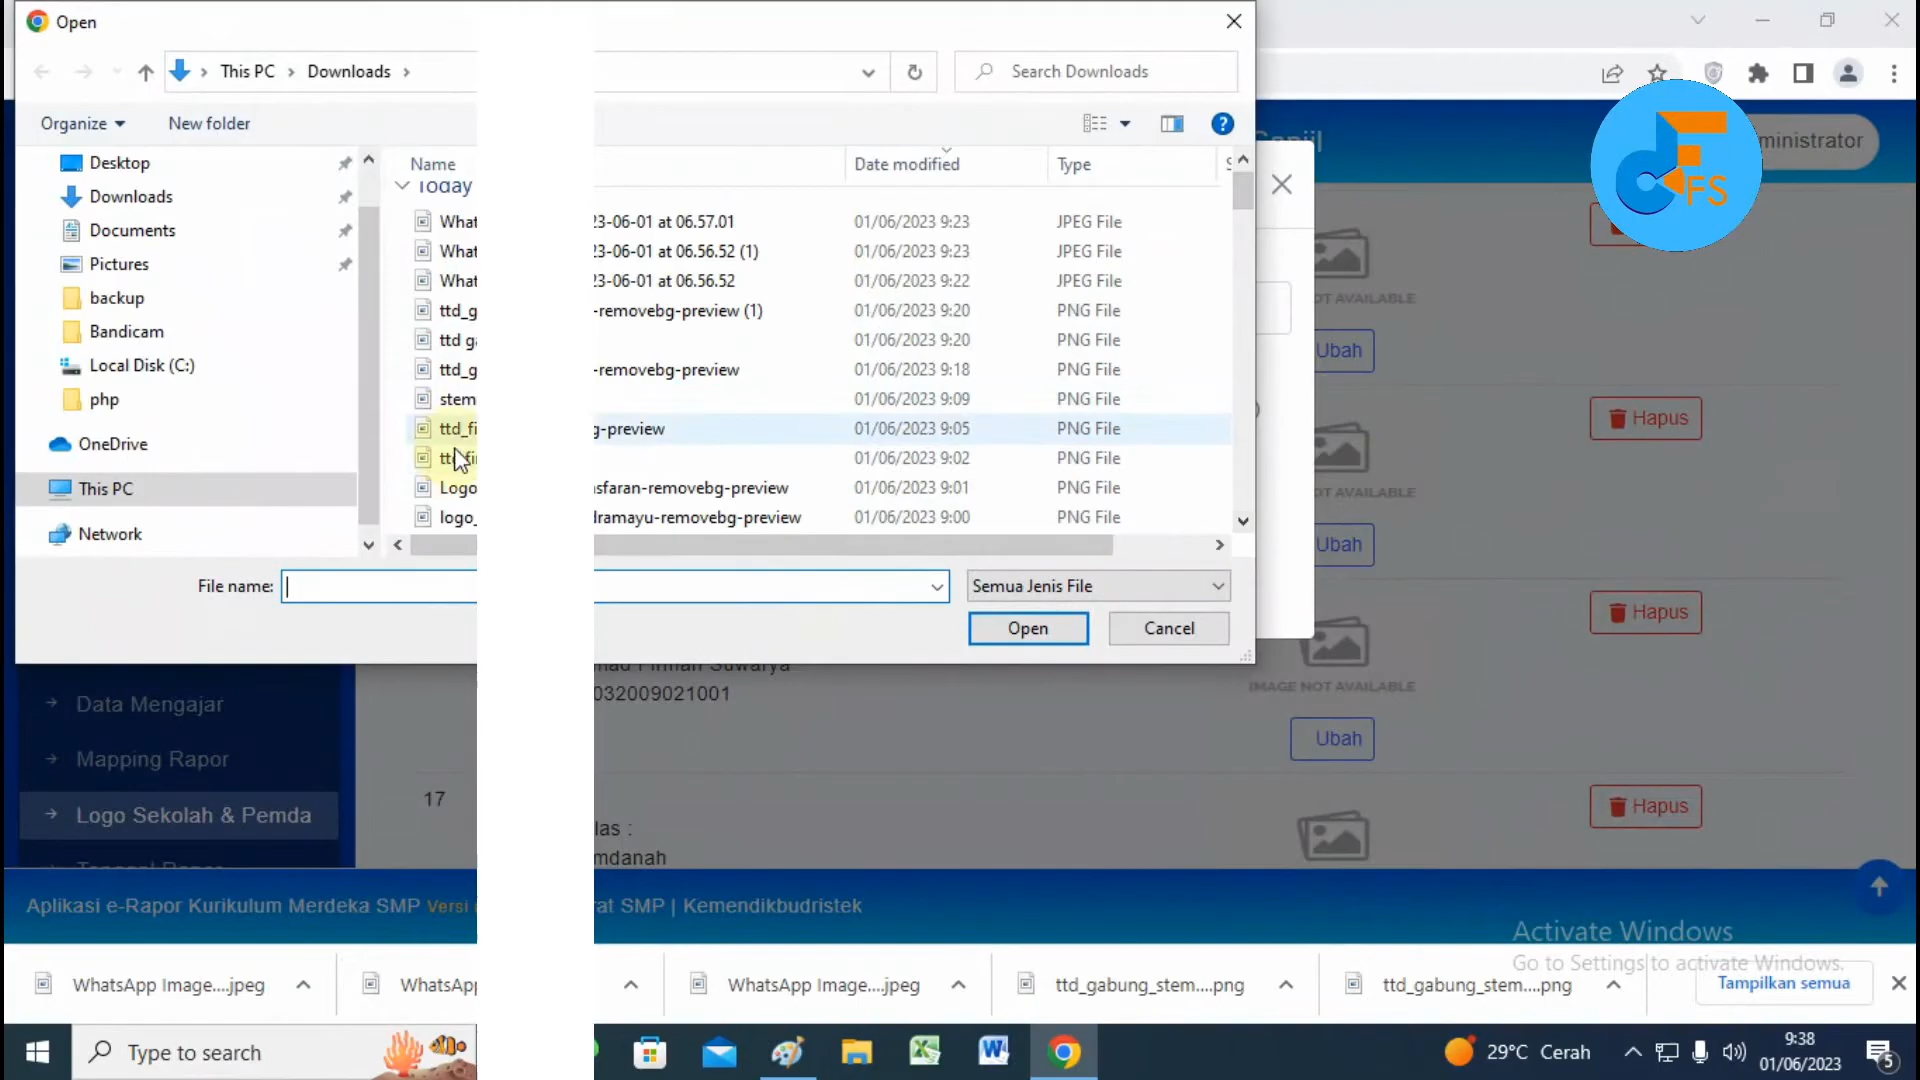 Open
This PC > Downloads >
Search Downloads
Organize
New folder
Name
Date modified
Type
Today
Desktop
Downloads
Documents
Pictures
backup
Bandicam
Local Disk (C:)
php
OneDrive
This PC
Network
What 23-06-01 at 06.57.01 01/06/2023 9:23 JPEG File
What 23-06-01 at 06.56.52 (1) 01/06/2023 9:23 JPEG File
What 23-06-01 at 06.56.52 01/06/2023 9:22 JPEG File
ttd_g -removebg-preview (1) 01/06/2023 9:20 PNG File
ttd ga 01/06/2023 9:20 PNG File
ttd_g -removebg-preview 01/06/2023 9:18 PNG File
stem 01/06/2023 9:09 PNG File
ttd_fi g-preview 01/06/2023 9:05 PNG File
01/06/2023 9:02 PNG File
Logo sfaran-removebg-preview 01/06/2023 9:01 PNG File
logo_ dramayu-removebg-preview 01/06/2023 9:00 PNG File
File name:
Semua Jenis File
Open
Cancel
ministrator
FS
OT AVAILABLE
Ubah
Hapus
OT AVAILABLE
Ubah
Hapus
032009021001
IMAGE NOT AVAILABLE
Ubah
Data Mengajar
Mapping Rapor
Logo Sekolah & Pemda
17
las :
mdanah
Hapus
Aplikasi e-Rapor Kurikulum Merdeka SMP Versi rat SMP | Kemendikbudristek
Activate Windows
Go to Settings to activate Windows.
WhatsApp Image....jpeg
WhatsApp
WhatsApp Image....jpeg
ttd_gabung_stem....png
ttd_gabung_stem....png
Tampilkan semua
Type to search
29°C Cerah
9:38
01/06/2023
5